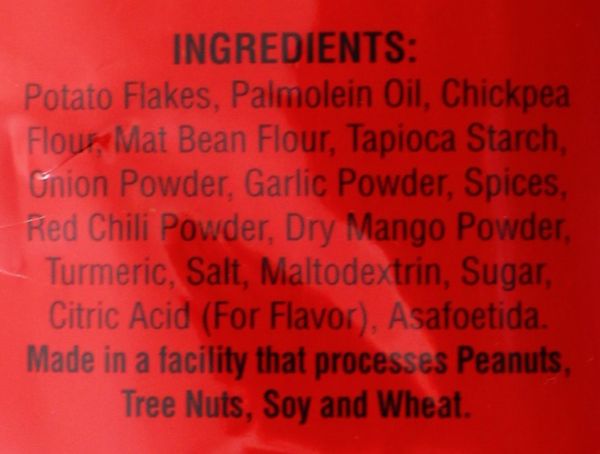 INGREDIENTS:
Potato Flakes, Palmolein Oil, Chickpea
Flour, Mat Bean Flour, Tapioca Starch,
Onion Powder, Garlic Powder, Spices,
Red Chili Powder, Dry Mango Powder,
Turmeric, Salt, Maltodextrin, Sugar,
Citric Acid (For Flavor), Asafoetida.
Made in a facility that processes Peanuts,
Tree Nuts, Soy and Wheat.